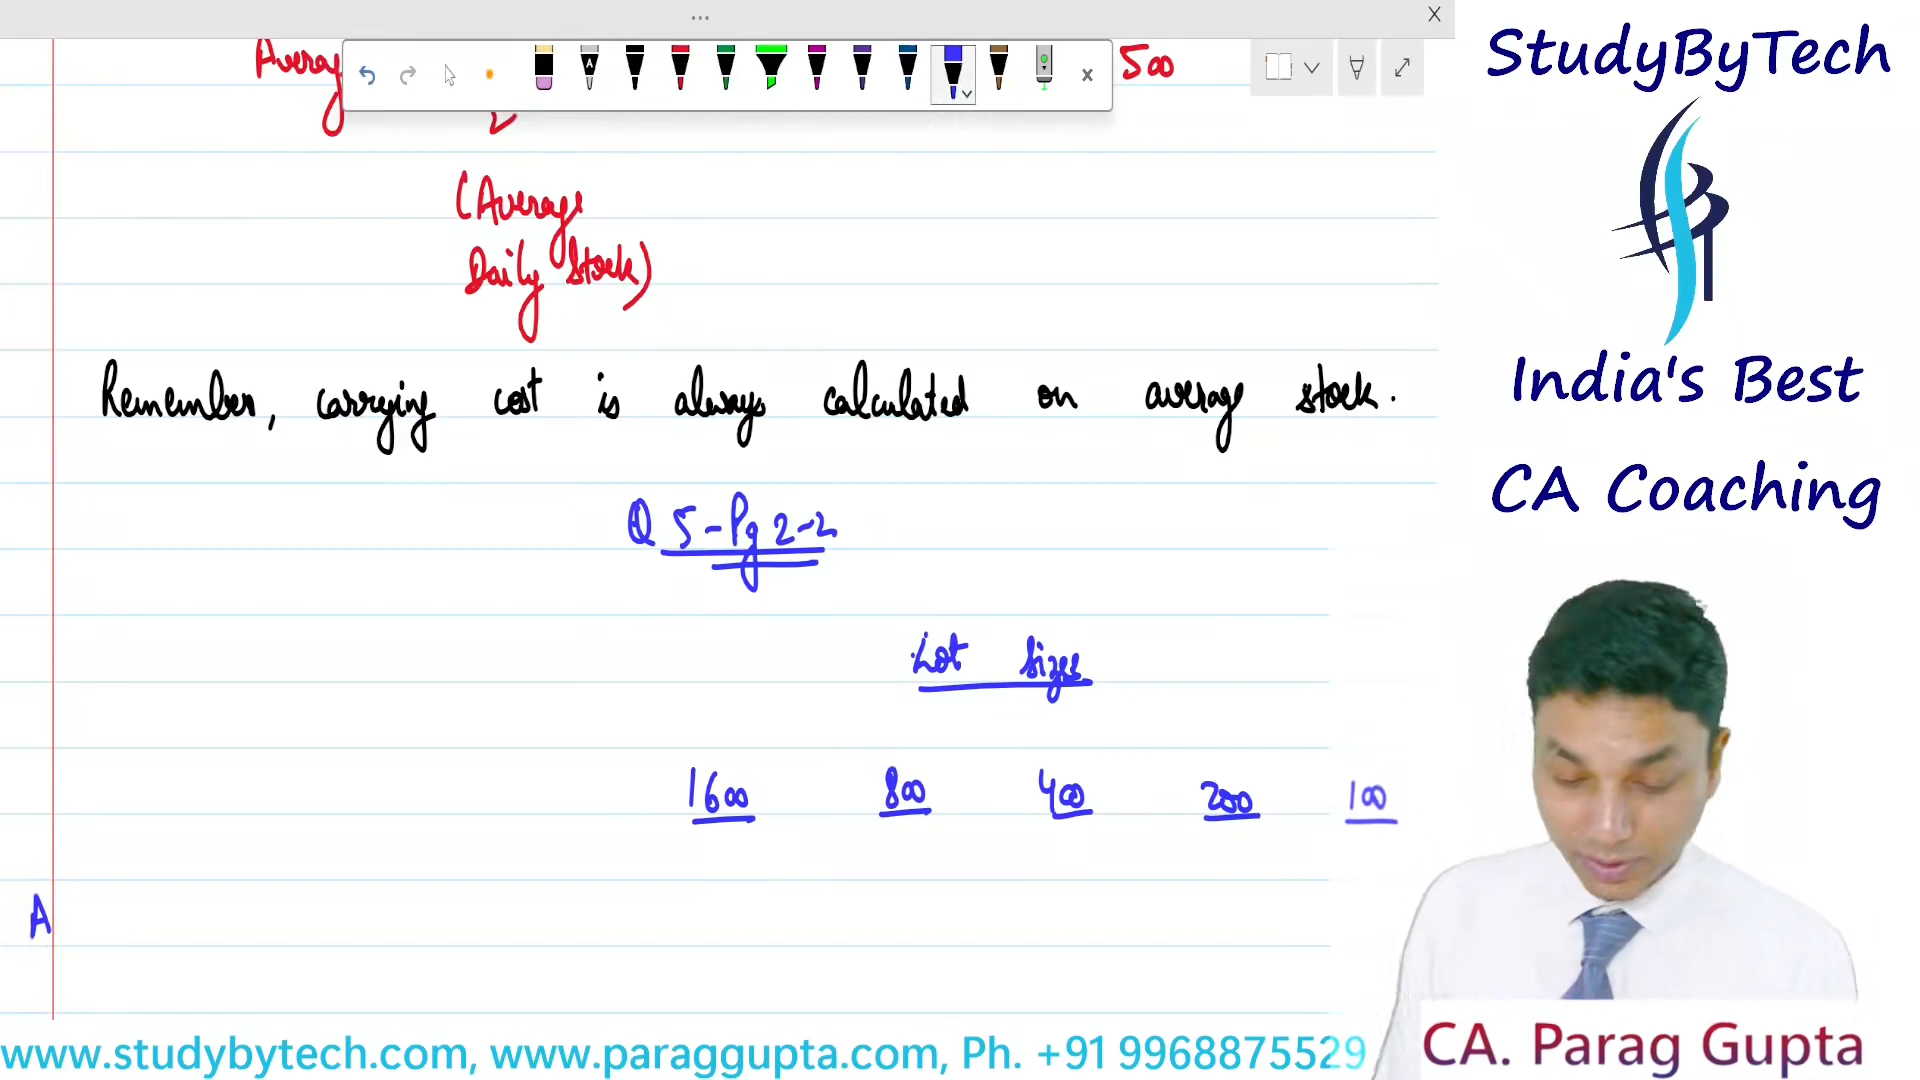 StudyByTech
500
(Average
Daily Stock)
India's Best
CA Coaching
Remember, carrying cost is always calculated on average stock.
Q 5-Pg 2-2
Lot Sizes
1600 800 400 200 100
A
www.studybytech.com, www.paraggupta.com, Ph. +91 9968875529
CA. Parag Gupta